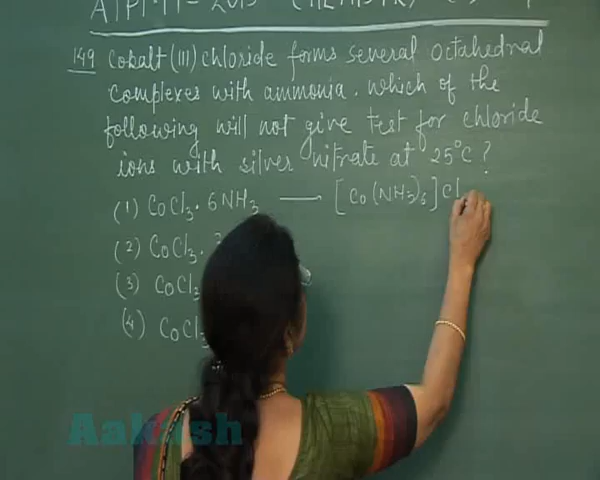 149 Cobalt (III) chloride forms several octahedral
complexes with ammonia. which of the
following will not give test for chloride
ions with silver nitrate at 25°C ?
(1) CoCl3 · 6NH3 — [Co(NH3)6]Cl
(2) CoCl3 ·
(3) CoCl
(4) CoCl3
Aakash